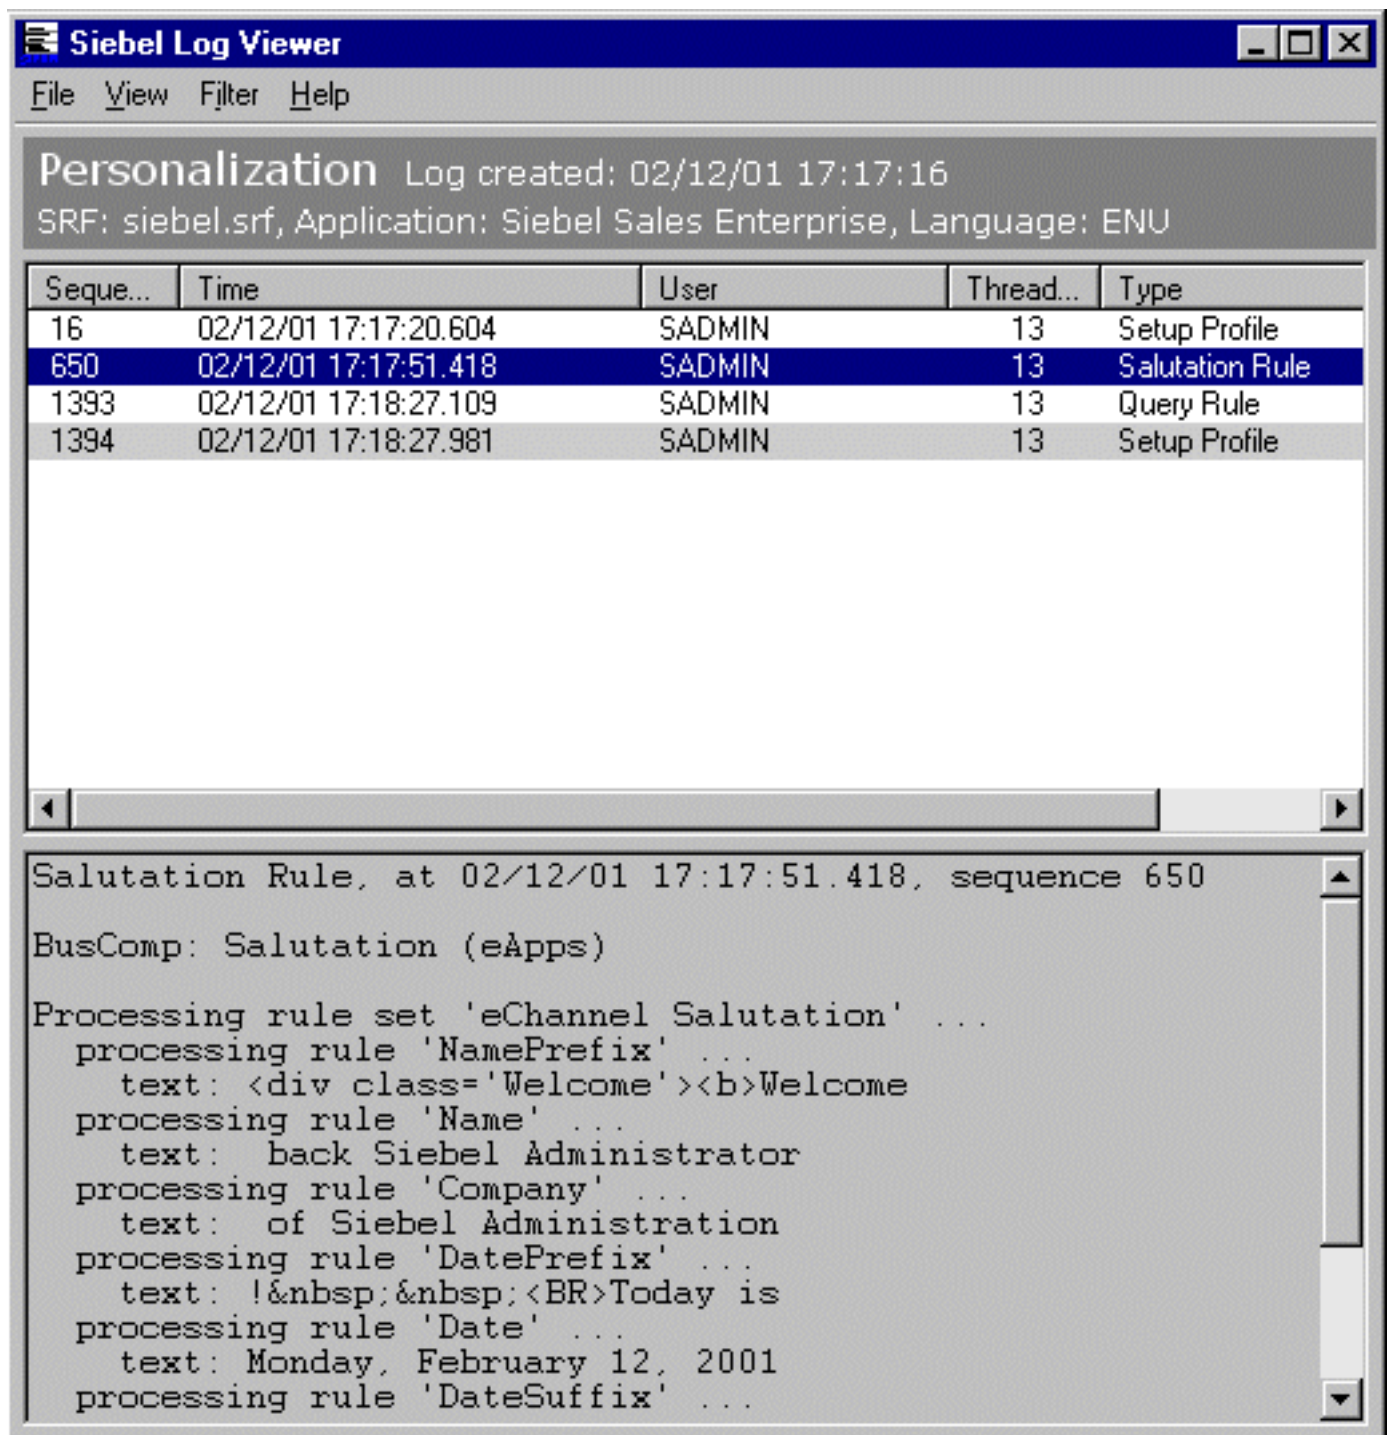 Siebel Log Viewer
File View Filter Help
Personalization Log created: 02/12/01 17:17:16
SRF: siebel.srf, Application: Siebel Sales Enterprise, Language: ENU
Seque... Time User Thread... Type
16 02/12/01 17:17:20.604 SADMIN 13 Setup Profile
650 02/12/01 17:17:51.418 SADMIN 13 Salutation Rule
1393 02/12/01 17:18:27.109 SADMIN 13 Query Rule
1394 02/12/01 17:18:27.981 SADMIN 13 Setup Profile
Salutation Rule, at 02/12/01 17:17:51.418, sequence 650
BusComp: Salutation (eApps)
Processing rule set 'eChannel Salutation' ...
processing rule 'NamePrefix' ...
text: <div class='Welcome'><b>Welcome
processing rule 'Name' ...
text:  back Siebel Administrator
processing rule 'Company' ...
text:  of Siebel Administration
processing rule 'DatePrefix' ...
text: !&nbsp;&nbsp;<BR>Today is
processing rule 'Date' ...
text: Monday, February 12, 2001
processing rule 'DateSuffix' ...